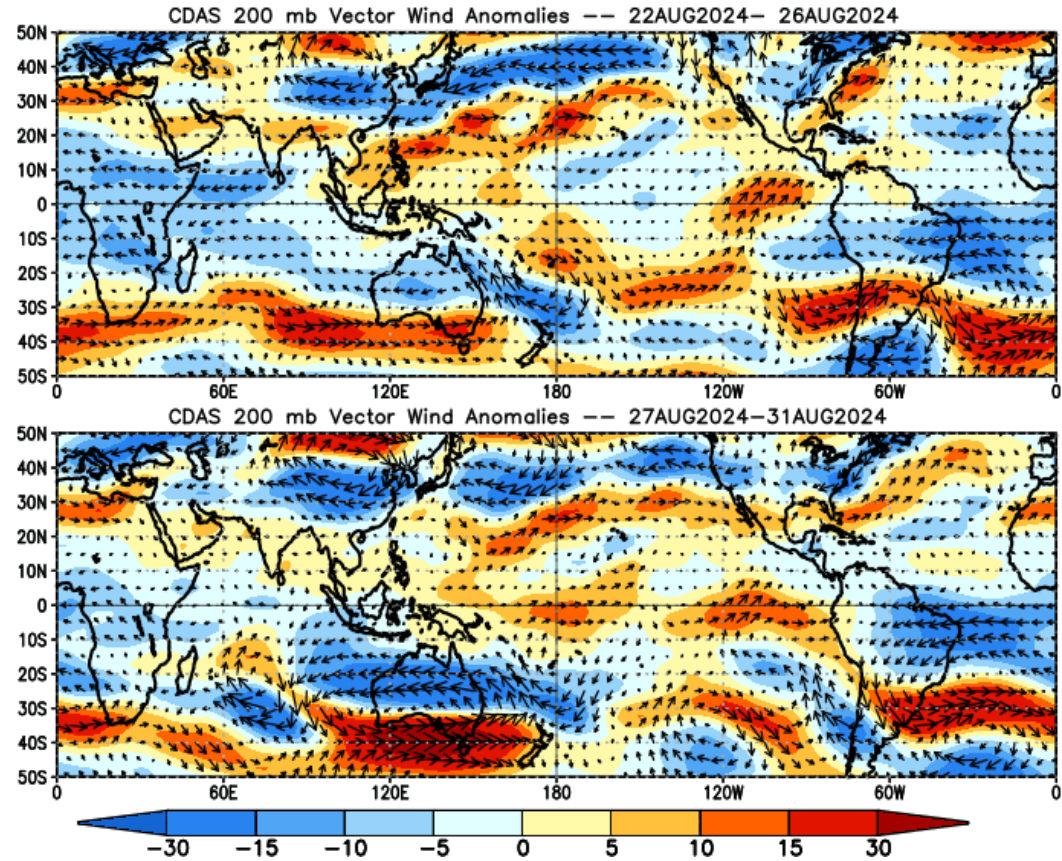 CDAS 200 mb Vector Wind Anomalies -- 22AUG2024- 26AUG2024
50N
40N
30N
20N
10N
0
10S
20S
30S
40S
50S
0 60E 120E 180 120W 60W 0
CDAS 200 mb Vector Wind Anomalies -- 27AUG2024-31AUG2024
50N
40N
30N
20N
10N
0
10S
20S
30S
40S
50S
0 60E 120E 180 120W 60W 0
-30 -15 -10 -5 0 5 10 15 30